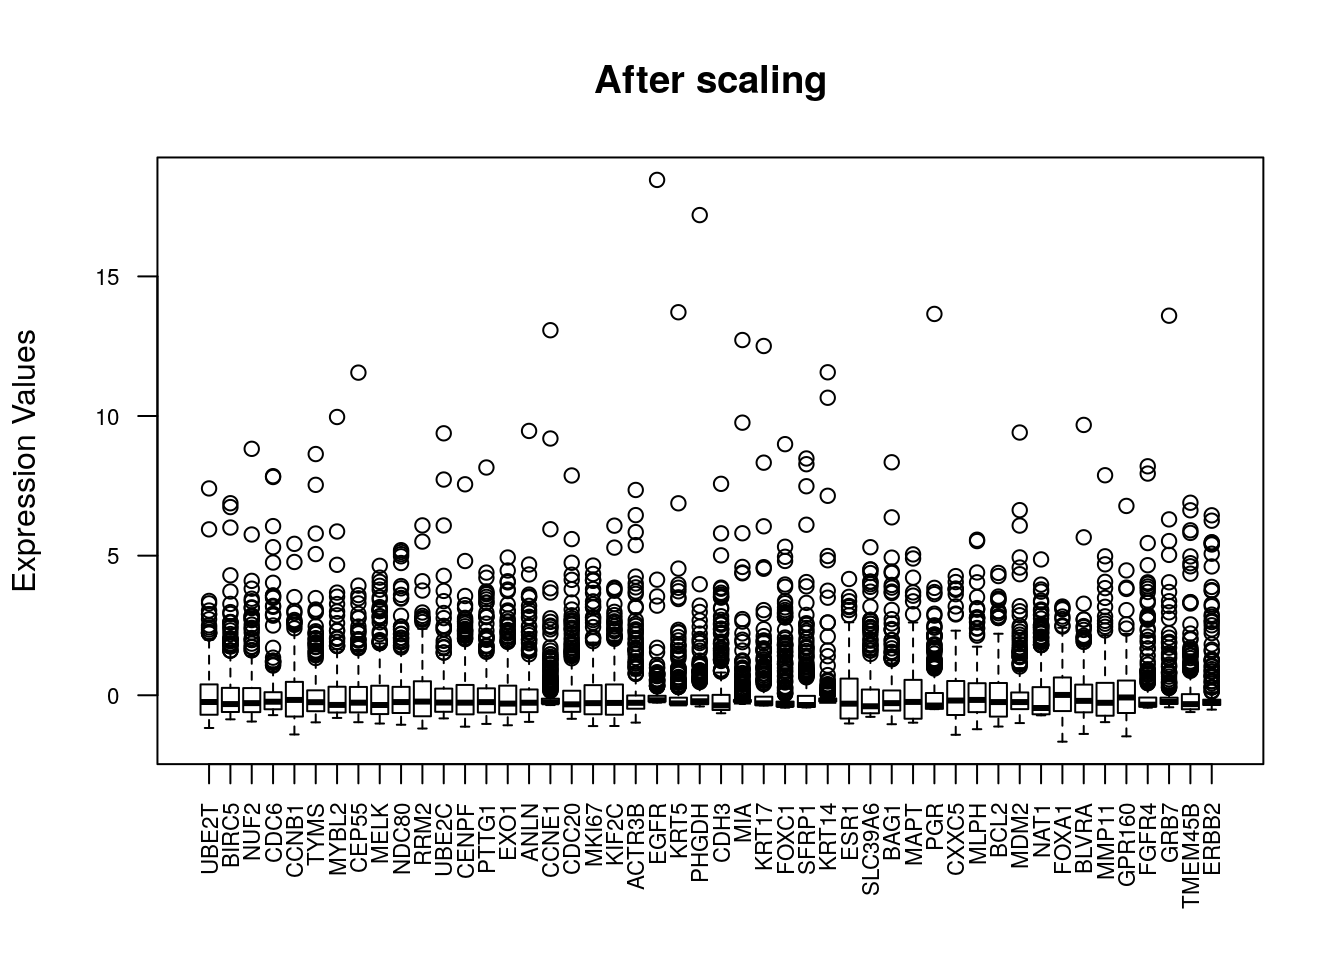 After scaling
Expression Values
15
10
5
0
UBE2T
BIRC5
NUF2
CDC6
CCNB1
TYMS
MYBL2
CEP55
MELK
NDC80
RRM2
UBE2C
CENPF
PTTG1
EXO1
ANLN
CCNE1
CDC20
MKI67
KIF2C
ACTR3B
EGFR
KRT5
PHGDH
CDH3
MIA
KRT17
FOXC1
SFRP1
KRT14
ESR1
SLC39A6
BAG1
MAPT
PGR
CXXC5
MLPH
BCL2
MDM2
NAT1
FOXA1
BLVRA
MMP11
GPR160
FGFR4
GRB7
TMEM45B
ERBB2